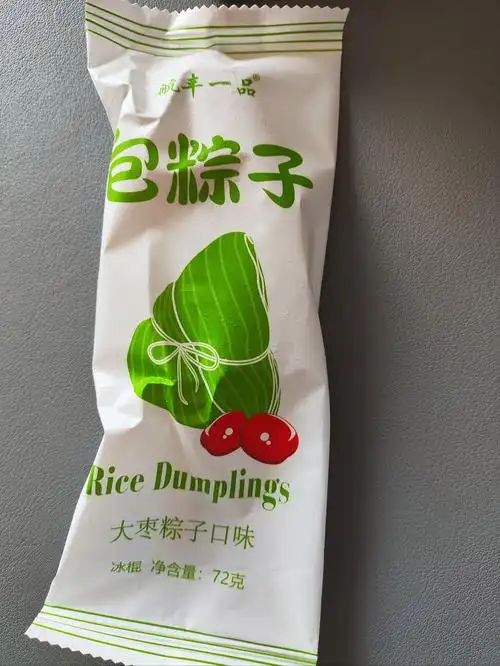 丰一品®
包粽子
Rice Dumplings
大枣粽子口味
冰棍 净含量：72克